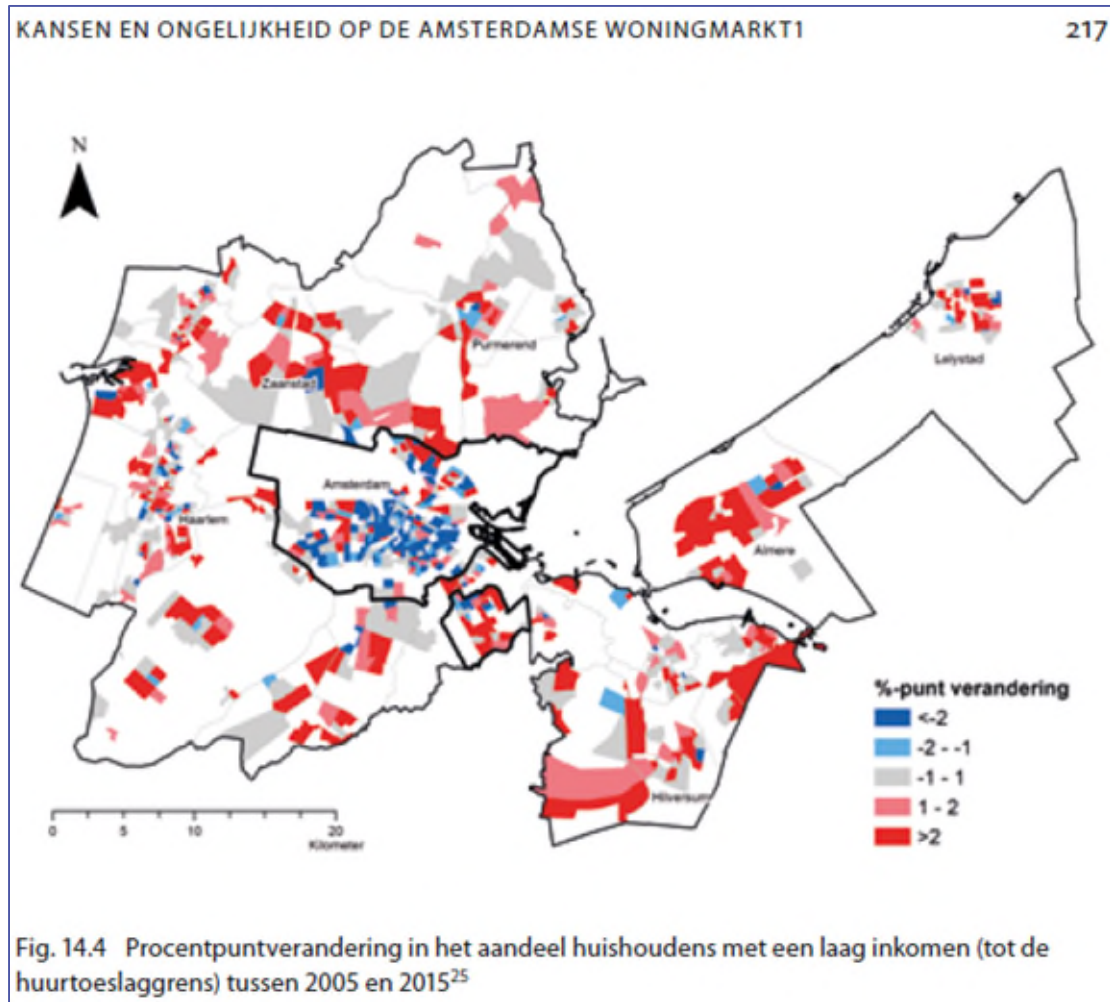 KANSEN EN ONGELIJKHEID OP DE AMSTERDAMSE WONINGMARKT1 217
N
Purmerend
Lelystad
Zaanstad
Amsterdam
Haarlem
Almere
%-punt verandering
<-2
-2 - -1
-1 - 1
1 - 2
>2
Hilversum
0 5 10 20
Kilometer
Fig. 14.4 Procentpuntverandering in het aandeel huishoudens met een laag inkomen (tot de
huurtoeslaggrens) tussen 2005 en 2015²⁵